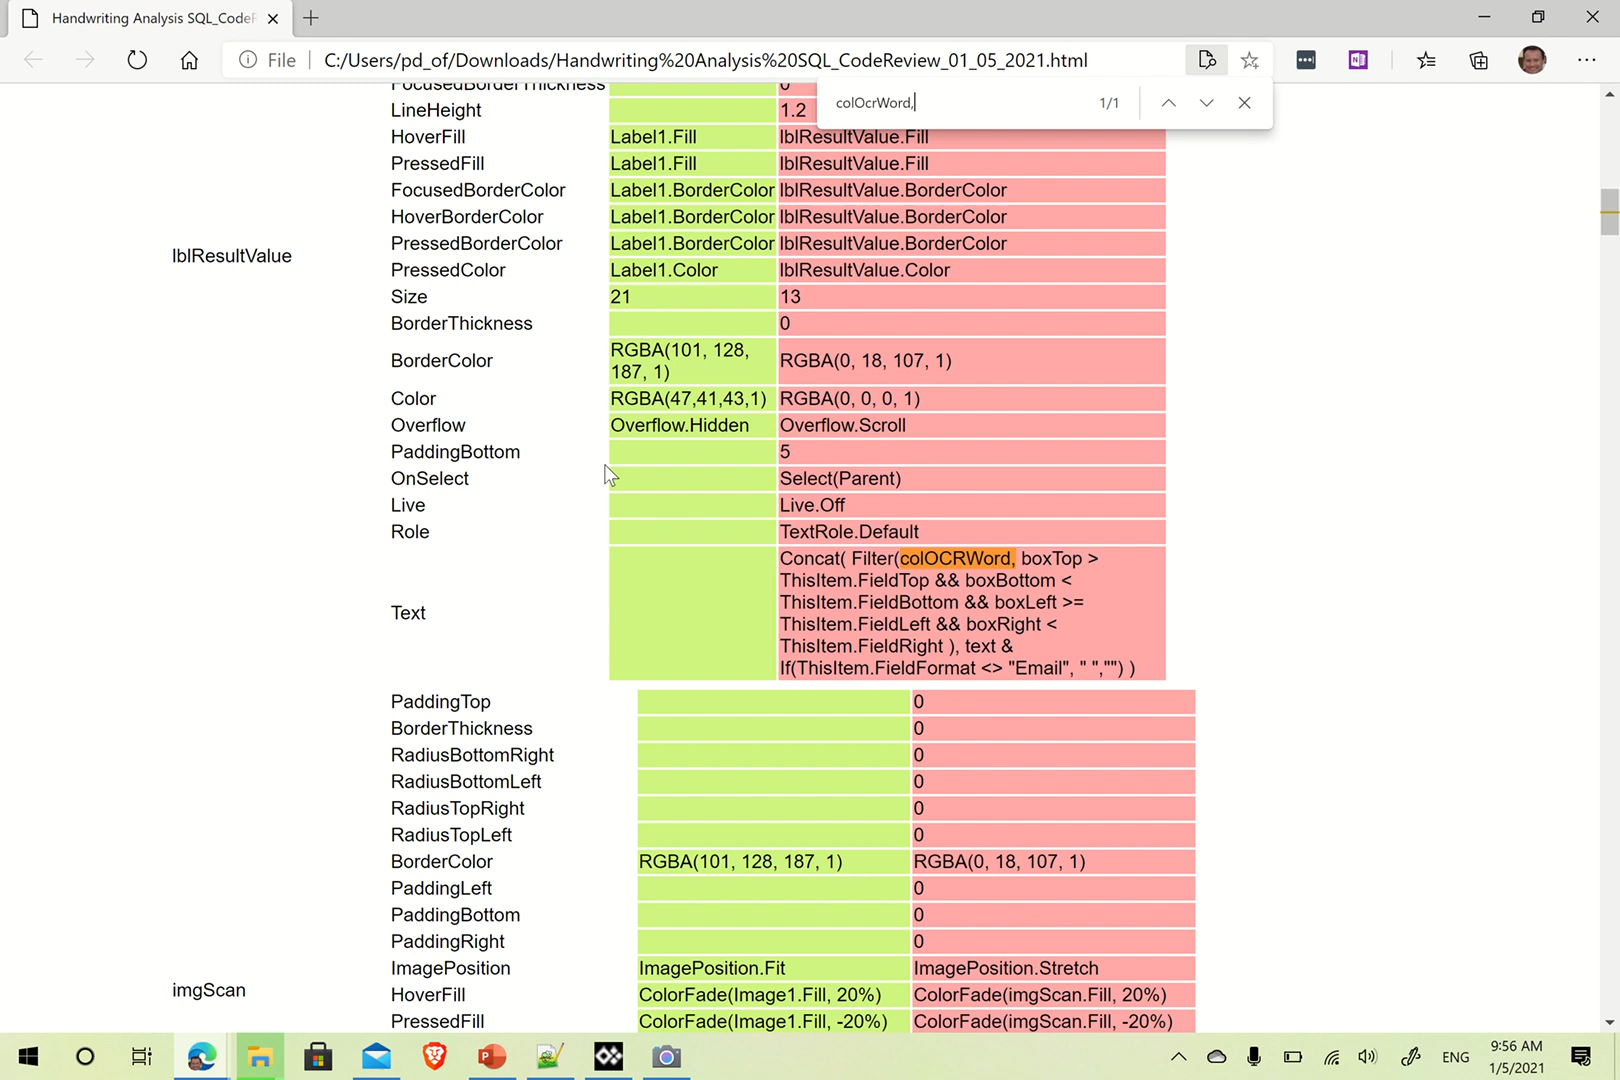 Handwriting Analysis SQL_CodeR
File
C:/Users/pd_of/Downloads/Handwriting%20Analysis%20SQL_CodeReview_01_05_2021.html
colOcrWord,
1/1
FocusedBorderThickness 0
LineHeight 1.2
HoverFill Label1.Fill lblResultValue.Fill
PressedFill Label1.Fill lblResultValue.Fill
FocusedBorderColor Label1.BorderColor lblResultValue.BorderColor
HoverBorderColor Label1.BorderColor lblResultValue.BorderColor
PressedBorderColor Label1.BorderColor lblResultValue.BorderColor
lblResultValue
PressedColor Label1.Color lblResultValue.Color
Size 21 13
BorderThickness 0
BorderColor RGBA(101, 128,
187, 1) RGBA(0, 18, 107, 1)
Color RGBA(47,41,43,1) RGBA(0, 0, 0, 1)
Overflow Overflow.Hidden Overflow.Scroll
PaddingBottom 5
OnSelect Select(Parent)
Live Live.Off
Role TextRole.Default
Text
Concat( Filter(colOCRWord, boxTop >
ThisItem.FieldTop && boxBottom <
ThisItem.FieldBottom && boxLeft >=
ThisItem.FieldLeft && boxRight <
ThisItem.FieldRight ), text &
If(ThisItem.FieldFormat <> "Email", " ","") )
PaddingTop 0
BorderThickness 0
RadiusBottomRight 0
RadiusBottomLeft 0
RadiusTopRight 0
RadiusTopLeft 0
BorderColor RGBA(101, 128, 187, 1) RGBA(0, 18, 107, 1)
PaddingLeft 0
PaddingBottom 0
PaddingRight 0
ImagePosition ImagePosition.Fit ImagePosition.Stretch
imgScan
HoverFill ColorFade(Image1.Fill, 20%) ColorFade(imgScan.Fill, 20%)
PressedFill ColorFade(Image1.Fill, -20%) ColorFade(imgScan.Fill, -20%)
ENG
9:56 AM
1/5/2021